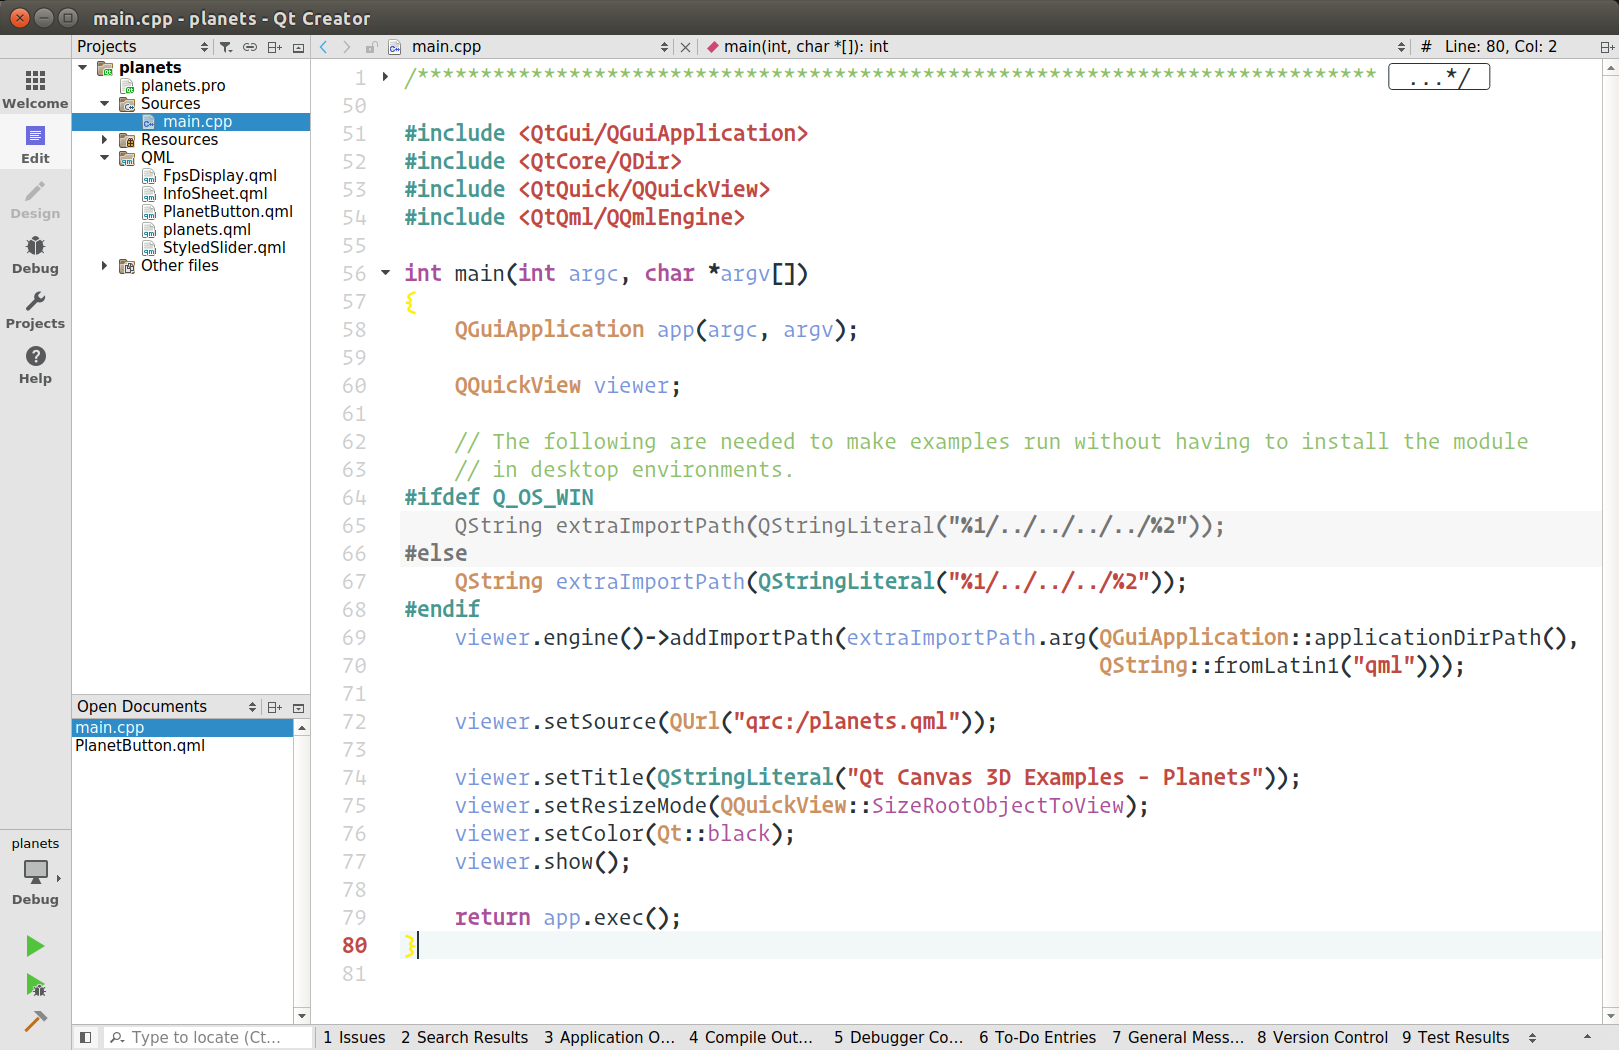 main.cpp - planets - Qt Creator
Projects
main.cpp
main(int, char *[]): int
# Line: 80, Col: 2
Welcome
Edit
Design
Debug
Projects
Help
planets
Debug
planets
planets.pro
Sources
main.cpp
Resources
QML
FpsDisplay.qml
InfoSheet.qml
PlanetButton.qml
planets.qml
StyledSlider.qml
Other files
Open Documents
main.cpp
PlanetButton.qml
1 /**************************************************************************** ...*/
50
51 #include <QtGui/QGuiApplication>
52 #include <QtCore/QDir>
53 #include <QtQuick/QQuickView>
54 #include <QtQml/QQmlEngine>
55
56 int main(int argc, char *argv[])
57 {
58     QGuiApplication app(argc, argv);
59
60     QQuickView viewer;
61
62     // The following are needed to make examples run without having to install the module
63     // in desktop environments.
64 #ifdef Q_OS_WIN
65     QString extraImportPath(QStringLiteral("%1/../../../../%2"));
66 #else
67     QString extraImportPath(QStringLiteral("%1/../../../%2"));
68 #endif
69     viewer.engine()->addImportPath(extraImportPath.arg(QGuiApplication::applicationDirPath(),
70                                                        QString::fromLatin1("qml")));
71
72     viewer.setSource(QUrl("qrc:/planets.qml"));
73
74     viewer.setTitle(QStringLiteral("Qt Canvas 3D Examples - Planets"));
75     viewer.setResizeMode(QQuickView::SizeRootObjectToView);
76     viewer.setColor(Qt::black);
77     viewer.show();
78
79     return app.exec();
80 }
81
Type to locate (Ct...
1 Issues 2 Search Results 3 Application O... 4 Compile Out... 5 Debugger Co... 6 To-Do Entries 7 General Mess... 8 Version Control 9 Test Results